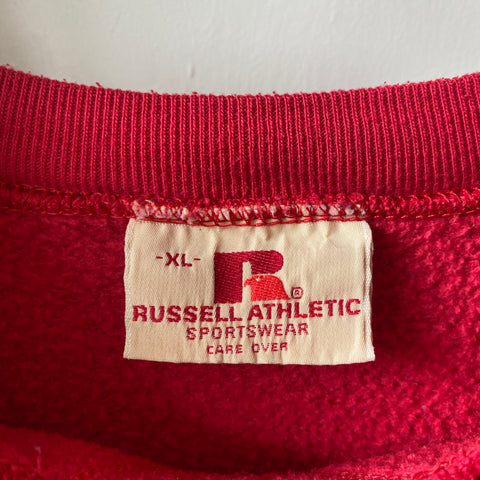 -XL- R ®
RUSSELL ATHLETIC
SPORTSWEAR
CARE OVER